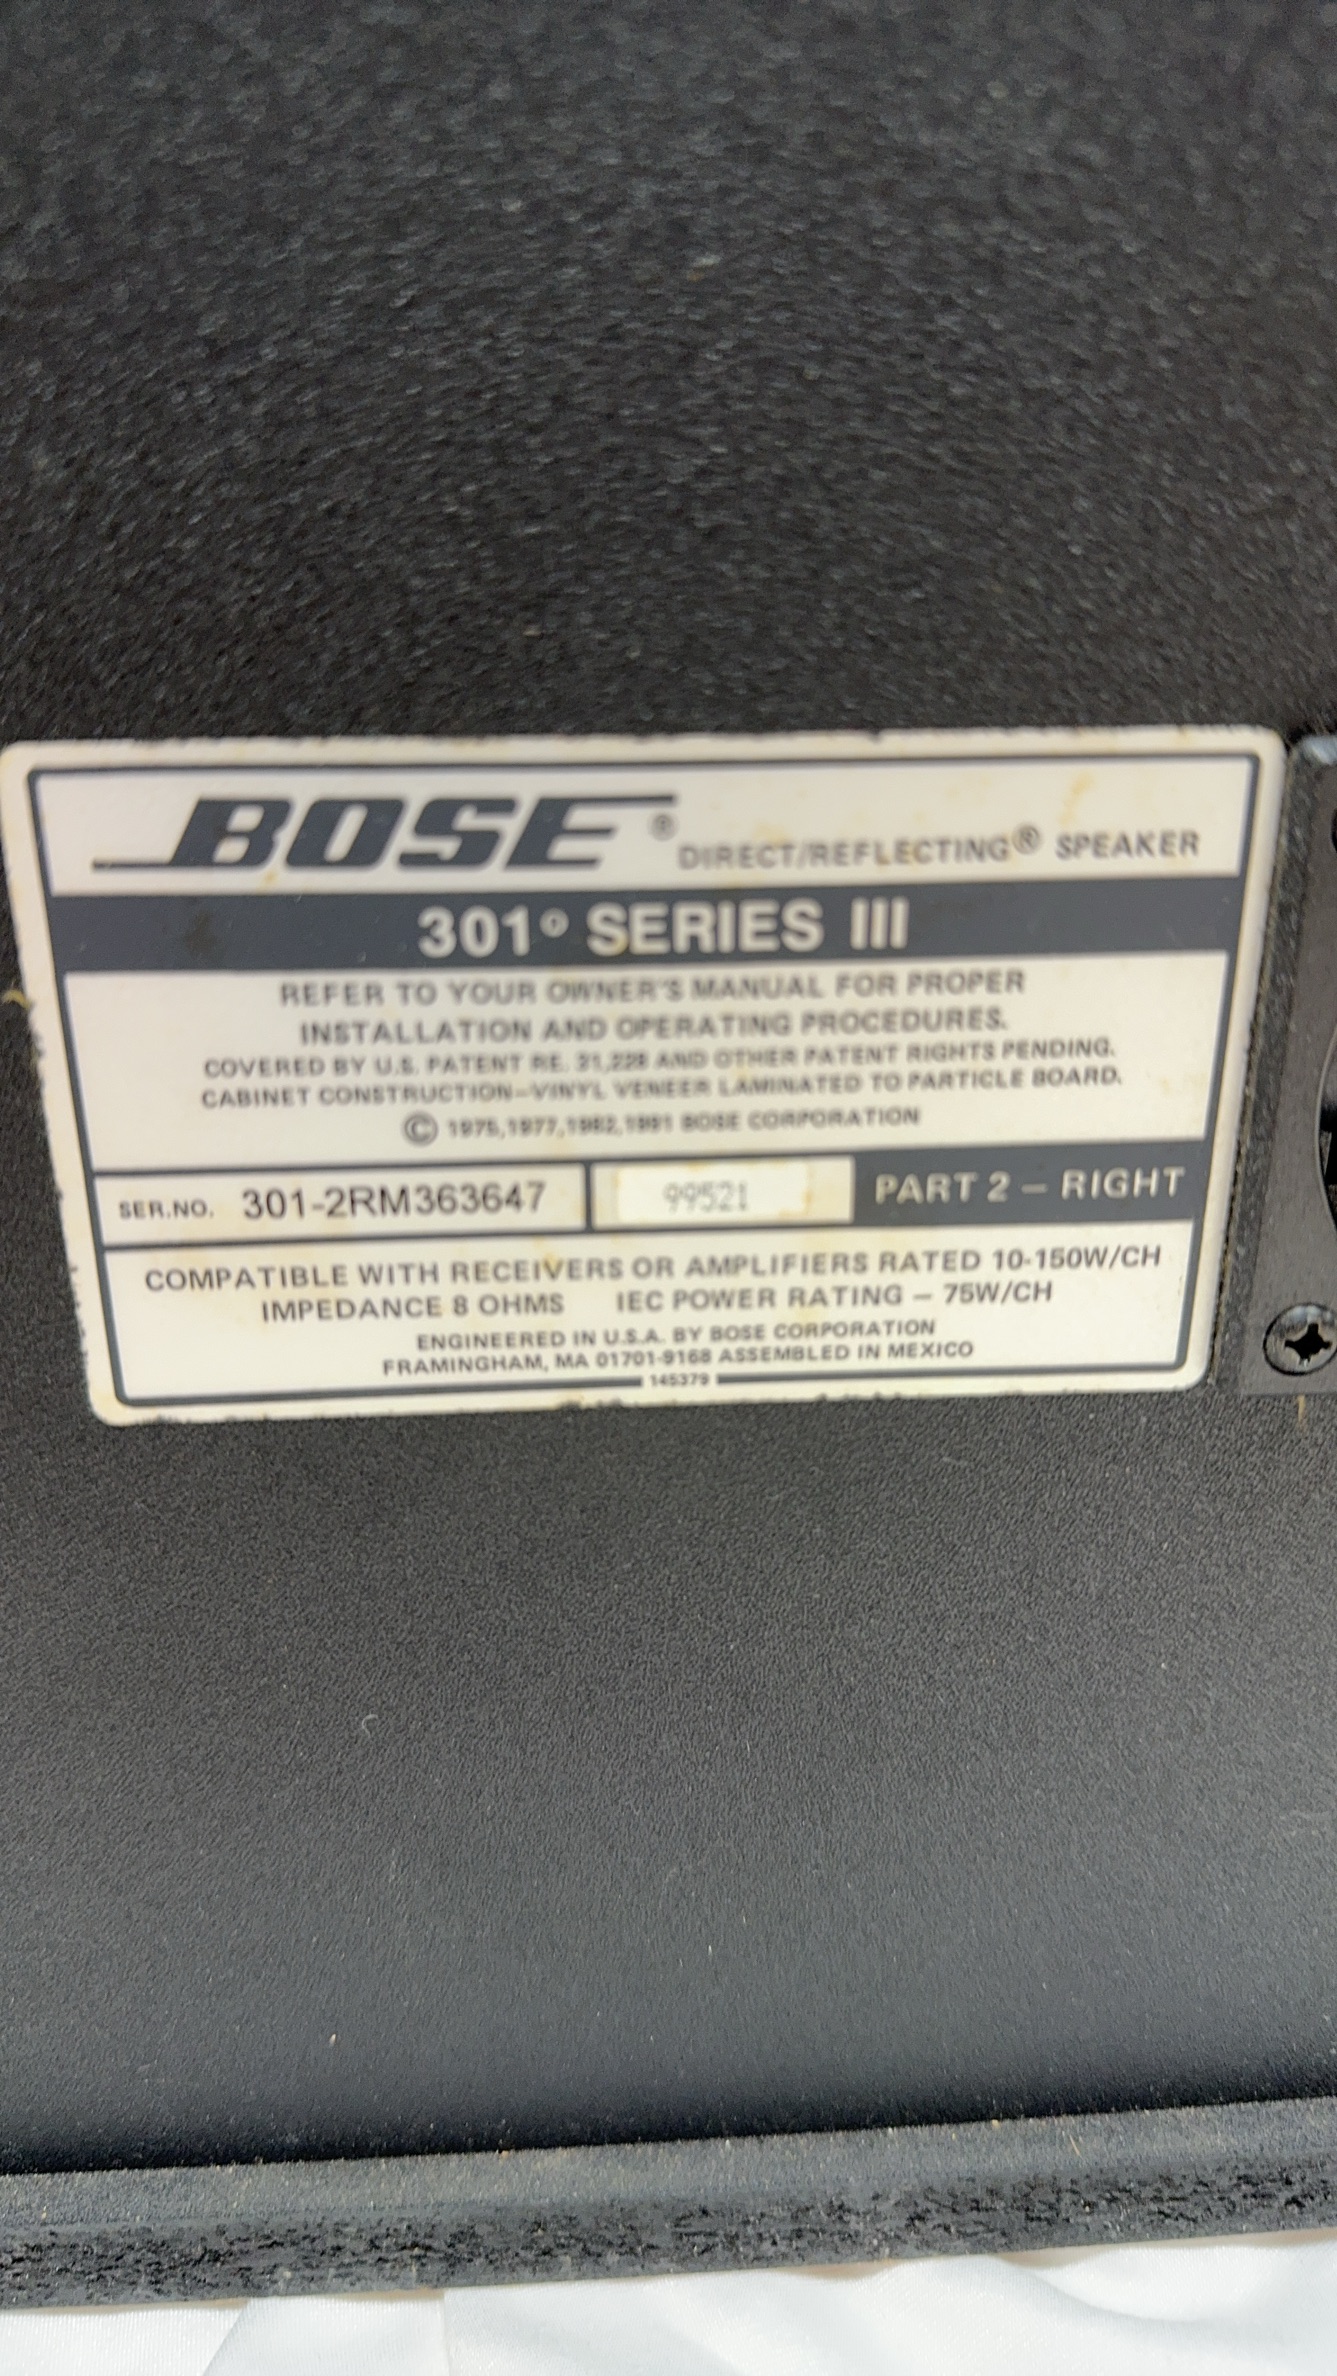 BOSE® DIRECT/REFLECTING® SPEAKER
301® SERIES III
REFER TO YOUR OWNER'S MANUAL FOR PROPER
INSTALLATION AND OPERATING PROCEDURES.
COVERED BY U.S. PATENT RE. 31,228 AND OTHER PATENT RIGHTS PENDING.
CABINET CONSTRUCTION–VINYL VENEER LAMINATED TO PARTICLE BOARD.
© 1975,1977,1982,1991 BOSE CORPORATION
SER.NO. 301-2RM363647 99521 PART 2 – RIGHT
COMPATIBLE WITH RECEIVERS OR AMPLIFIERS RATED 10-150W/CH
IMPEDANCE 8 OHMS IEC POWER RATING – 75W/CH
ENGINEERED IN U.S.A. BY BOSE CORPORATION
FRAMINGHAM, MA 01701-9168 ASSEMBLED IN MEXICO
145379